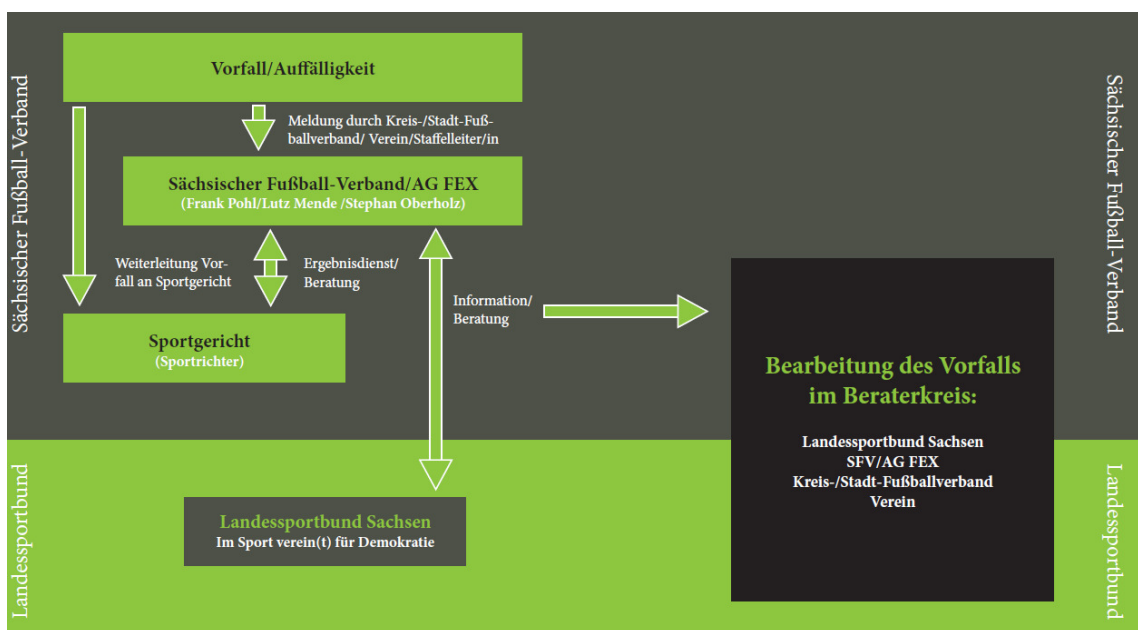 Sächsischer Fußball-Verband
Vorfall/Auffälligkeit
Meldung durch Kreis-/Stadt-Fuß-
ballverband/ Verein/Staffelleiter/in
Sächsischer Fußball-Verband/AG FEX
(Frank Pohl/Lutz Mende /Stephan Oberholz)
Weiterleitung Vor-
fall an Sportgericht
Ergebnisdienst/
Beratung
Information/
Beratung
Sportgericht
(Sportrichter)
Sächsischer Fußball-Verband
Bearbeitung des Vorfalls
im Beraterkreis:
Landessportbund Sachsen
SFV/AG FEX
Kreis-/Stadt-Fußballverband
Verein
Landessportbund
Landessportbund Sachsen
Im Sport verein(t) für Demokratie
Landessportbund